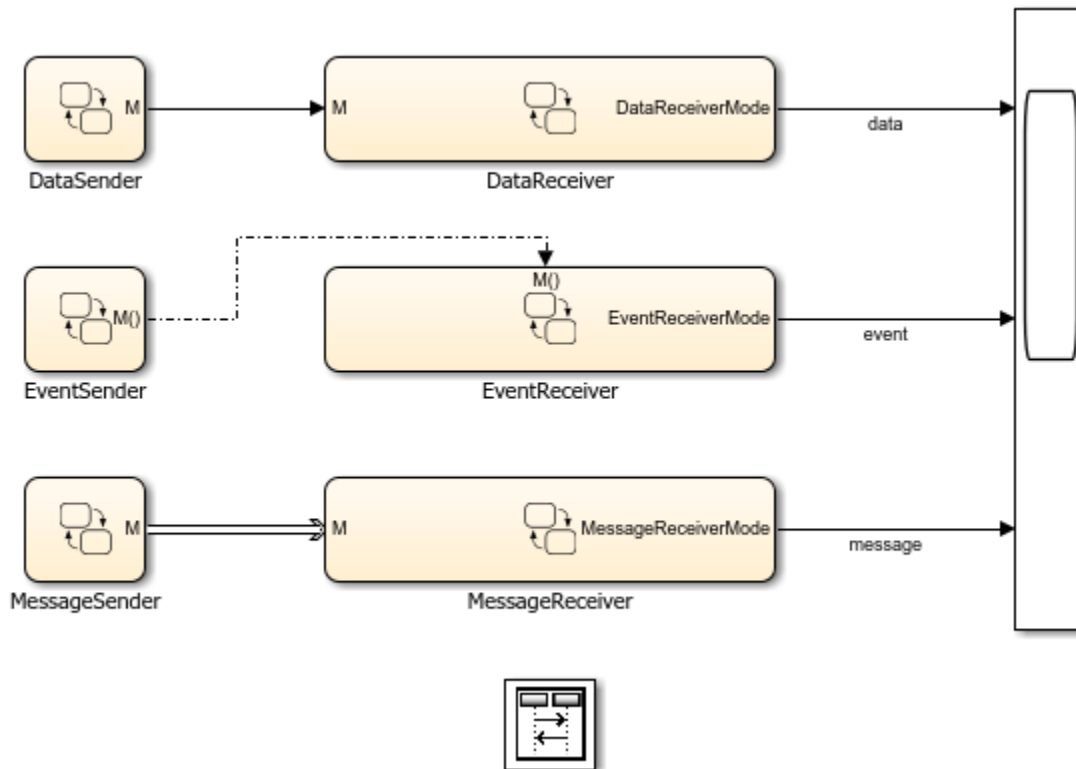 M
M
DataReceiverMode
data
DataSender
DataReceiver
M()
M()
EventReceiverMode
event
EventSender
EventReceiver
M
M
MessageReceiverMode
message
MessageSender
MessageReceiver